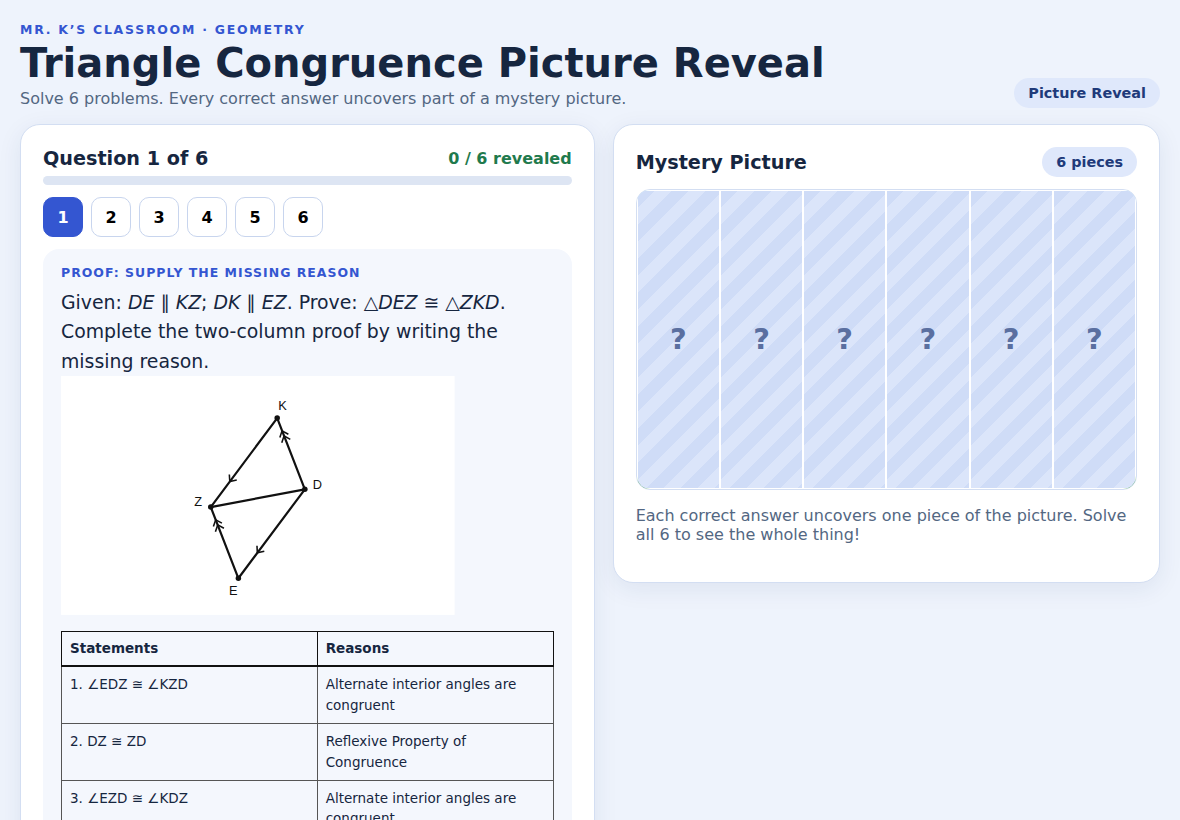 MR. K’S CLASSROOM · GEOMETRY
Triangle Congruence Picture Reveal
Solve 6 problems. Every correct answer uncovers part of a mystery picture.
Picture Reveal
Question 1 of 6
0 / 6 revealed
1 2 3 4 5 6
PROOF: SUPPLY THE MISSING REASON
Given: DE ∥ KZ; DK ∥ EZ. Prove: △DEZ ≅ △ZKD.
Complete the two-column proof by writing the
missing reason.
K
D
Z
E
Statements
Reasons
1. ∠EDZ ≅ ∠KZD
Alternate interior angles are
congruent
2. DZ ≅ ZD
Reflexive Property of
Congruence
3. ∠EZD ≅ ∠KDZ
Alternate interior angles are
congruent
Mystery Picture
6 pieces
? ? ? ? ? ?
Each correct answer uncovers one piece of the picture. Solve
all 6 to see the whole thing!